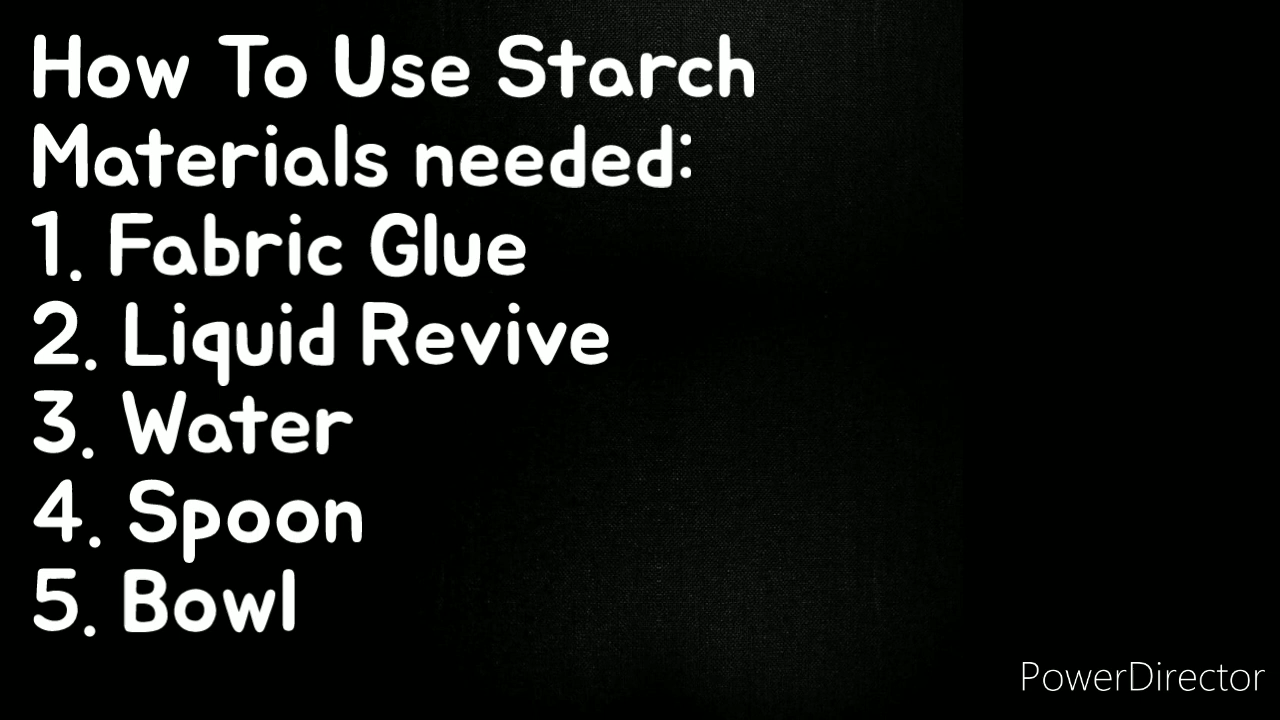 How To Use Starch
Materials needed:
1. Fabric Glue
2. Liquid Revive
3. Water
4. Spoon
5. Bowl
PowerDirector